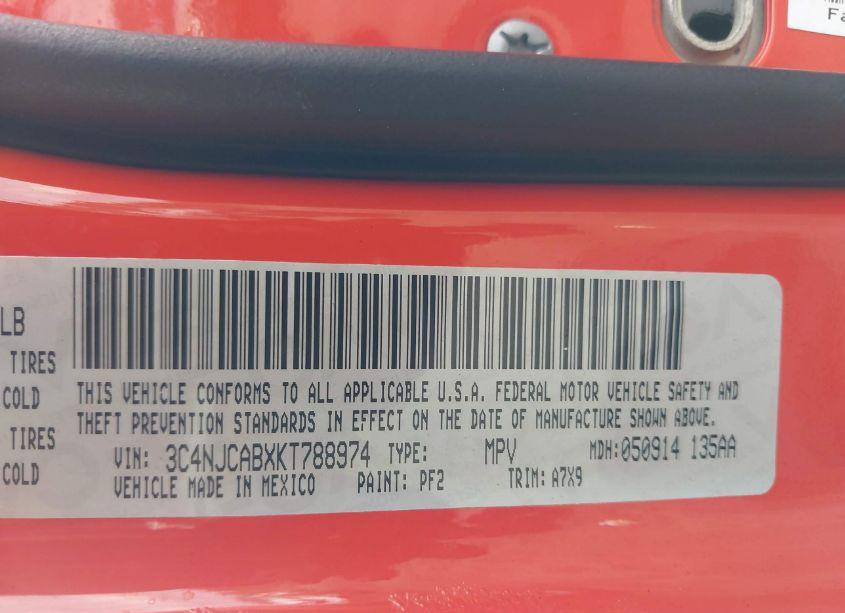 Fa
LB
TIRES
COLD
TIRES
COLD
THIS VEHICLE CONFORMS TO ALL APPLICABLE U.S.A. FEDERAL MOTOR VEHICLE SAFETY AND
THEFT PREVENTION STANDARDS IN EFFECT ON THE DATE OF MANUFACTURE SHOWN ABOVE.
VIN: 3C4NJCABXKT788974 TYPE: MPV MDH:050914 135AA
VEHICLE MADE IN MEXICO PAINT: PF2 TRIM: A7X9